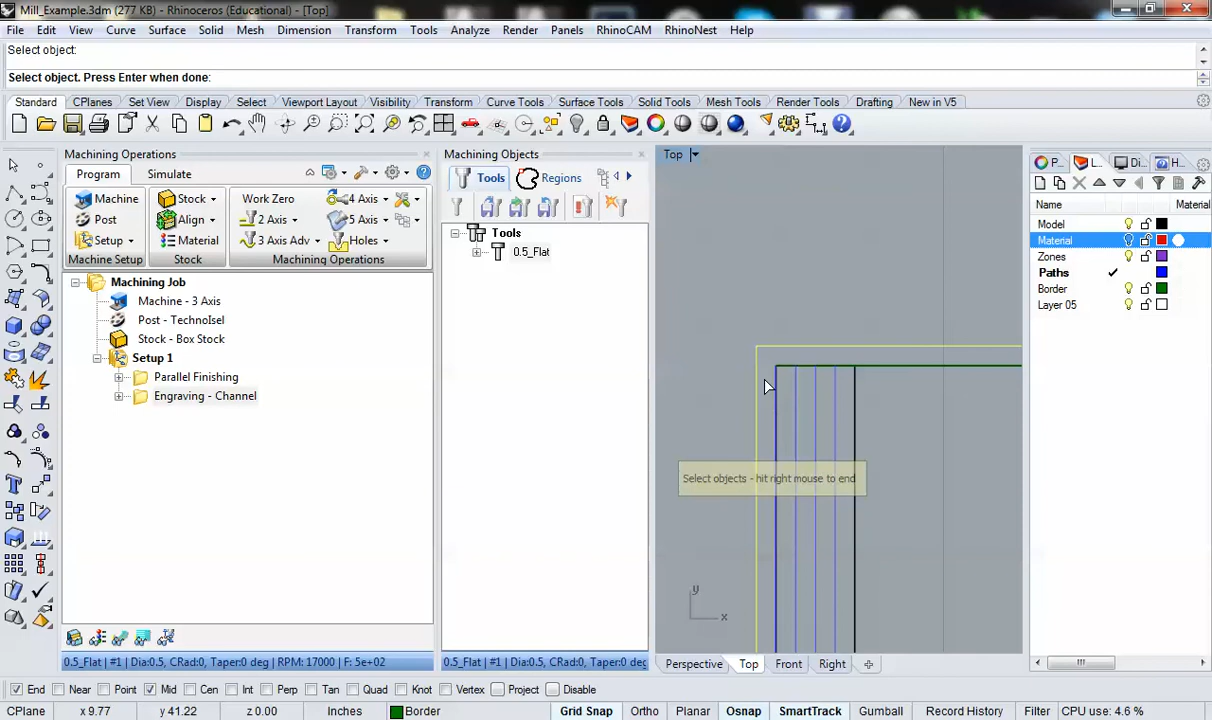 Mill_Example.3dm (277 KB) - Rhinoceros (Educational) - [Top]
File Edit View Curve Surface Solid Mesh Dimension Transform Tools Analyze Render Panels RhinoCAM RhinoNest Help
Select object:
Select object. Press Enter when done:
Standard CPlanes Set View Display Select Viewport Layout Visibility Transform Curve Tools Surface Tools Solid Tools Mesh Tools Render Tools Drafting New in V5
Machining Operations
Program Simulate
Machine Stock Work Zero 4 Axis
Post Align 2 Axis 5 Axis
Setup Material 3 Axis Adv Holes
Machine Setup Stock Machining Operations
Machining Job
Machine - 3 Axis
Post - TechnoIsel
Stock - Box Stock
Setup 1
Parallel Finishing
Engraving - Channel
0.5_Flat | #1 | Dia:0.5, CRad:0, Taper:0 deg | RPM: 17000 | F: 5e+02
Machining Objects
Tools Regions
Tools
0.5_Flat
0.5_Flat | #1 | Dia:0.5, CRad:0, Taper:0 deg
Top
Select objects - hit right mouse to end
y
x
Perspective Top Front Right
P... L... Di... H...
Name Material
Model
Material
Zones
Paths
Border
Layer 05
End Near Point Mid Cen Int Perp Tan Quad Knot Vertex Project Disable
CPlane x 9.77 y 41.22 z 0.00 Inches Border Grid Snap Ortho Planar Osnap SmartTrack Gumball Record History Filter CPU use: 4.6 %